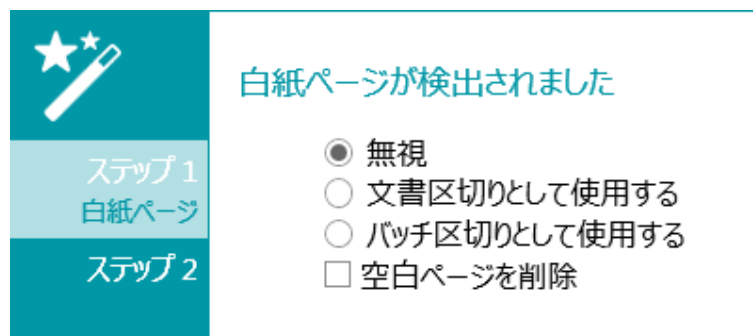 白紙ページが検出されました
ステップ 1
白紙ページ
ステップ 2
無視
文書区切りとして使用する
バッチ区切りとして使用する
空白ページを削除